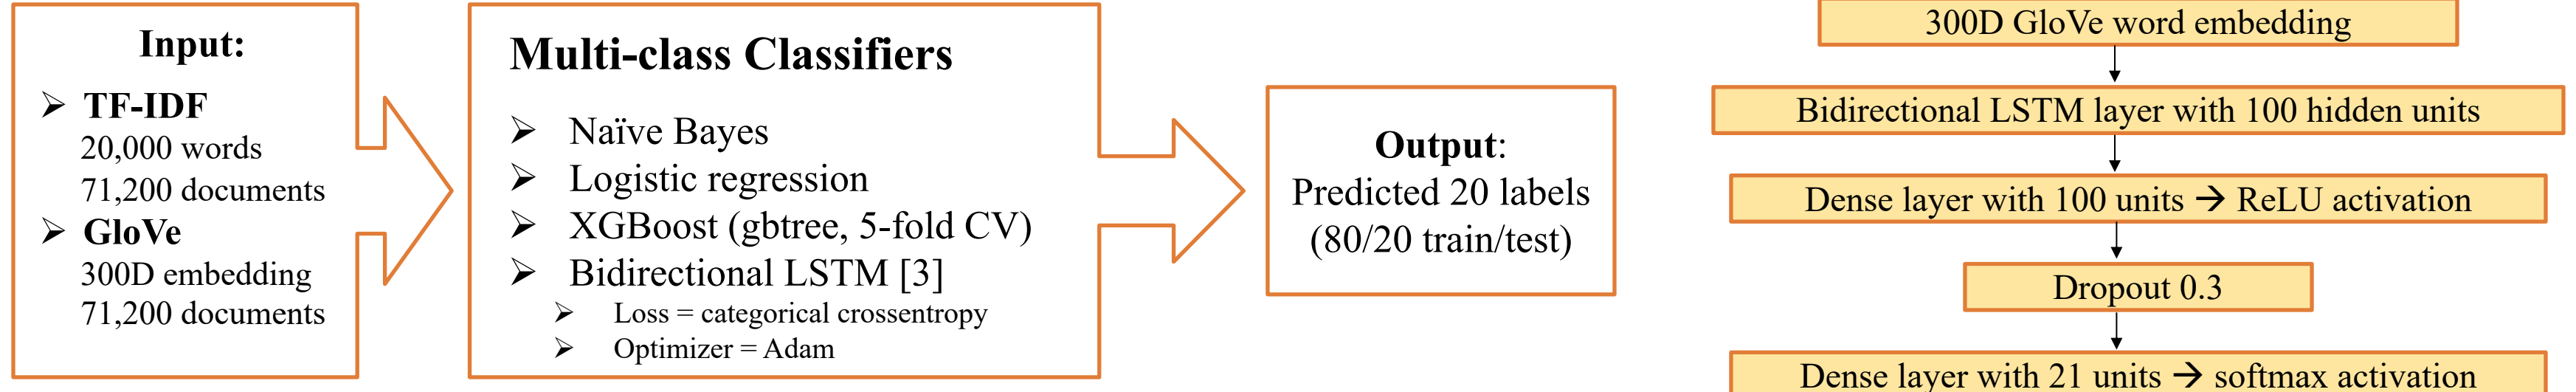 Input:
➢ TF-IDF
20,000 words
71,200 documents
➢ GloVe
300D embedding
71,200 documents
Multi-class Classifiers
➢ Naïve Bayes
➢ Logistic regression
➢ XGBoost (gbtree, 5-fold CV)
➢ Bidirectional LSTM [3]
➢ Loss = categorical crossentropy
➢ Optimizer = Adam
Output:
Predicted 20 labels
(80/20 train/test)
300D GloVe word embedding
Bidirectional LSTM layer with 100 hidden units
Dense layer with 100 units → ReLU activation
Dropout 0.3
Dense layer with 21 units → softmax activation